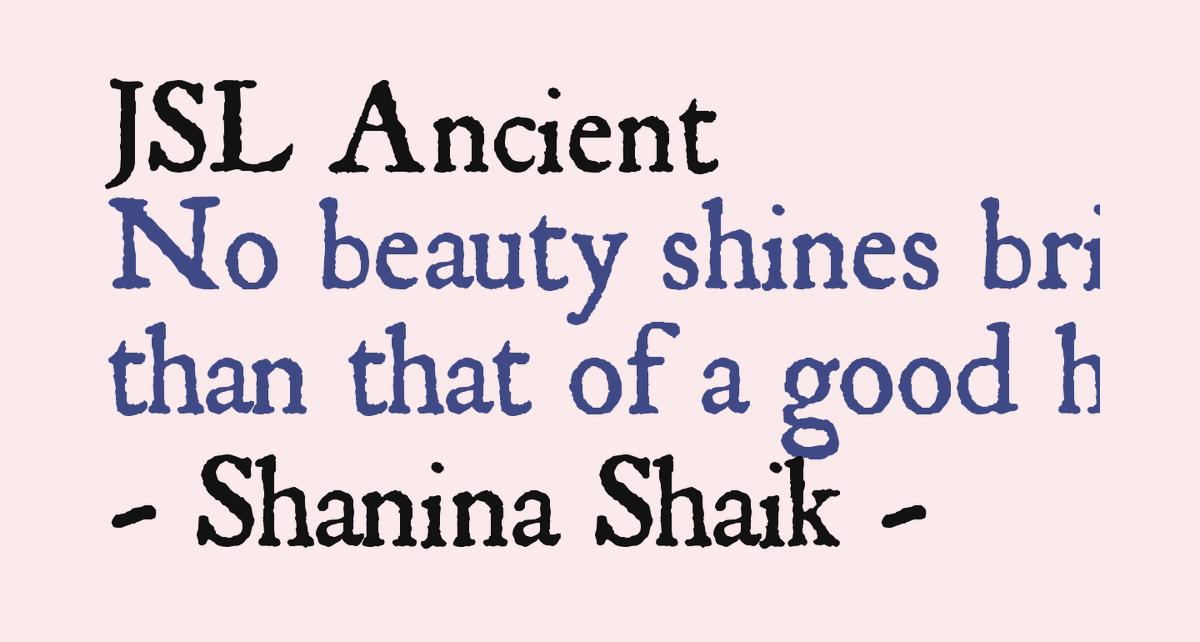 JSL Ancient
No beauty shines bri
than that of a good h
- Shanina Shaik -